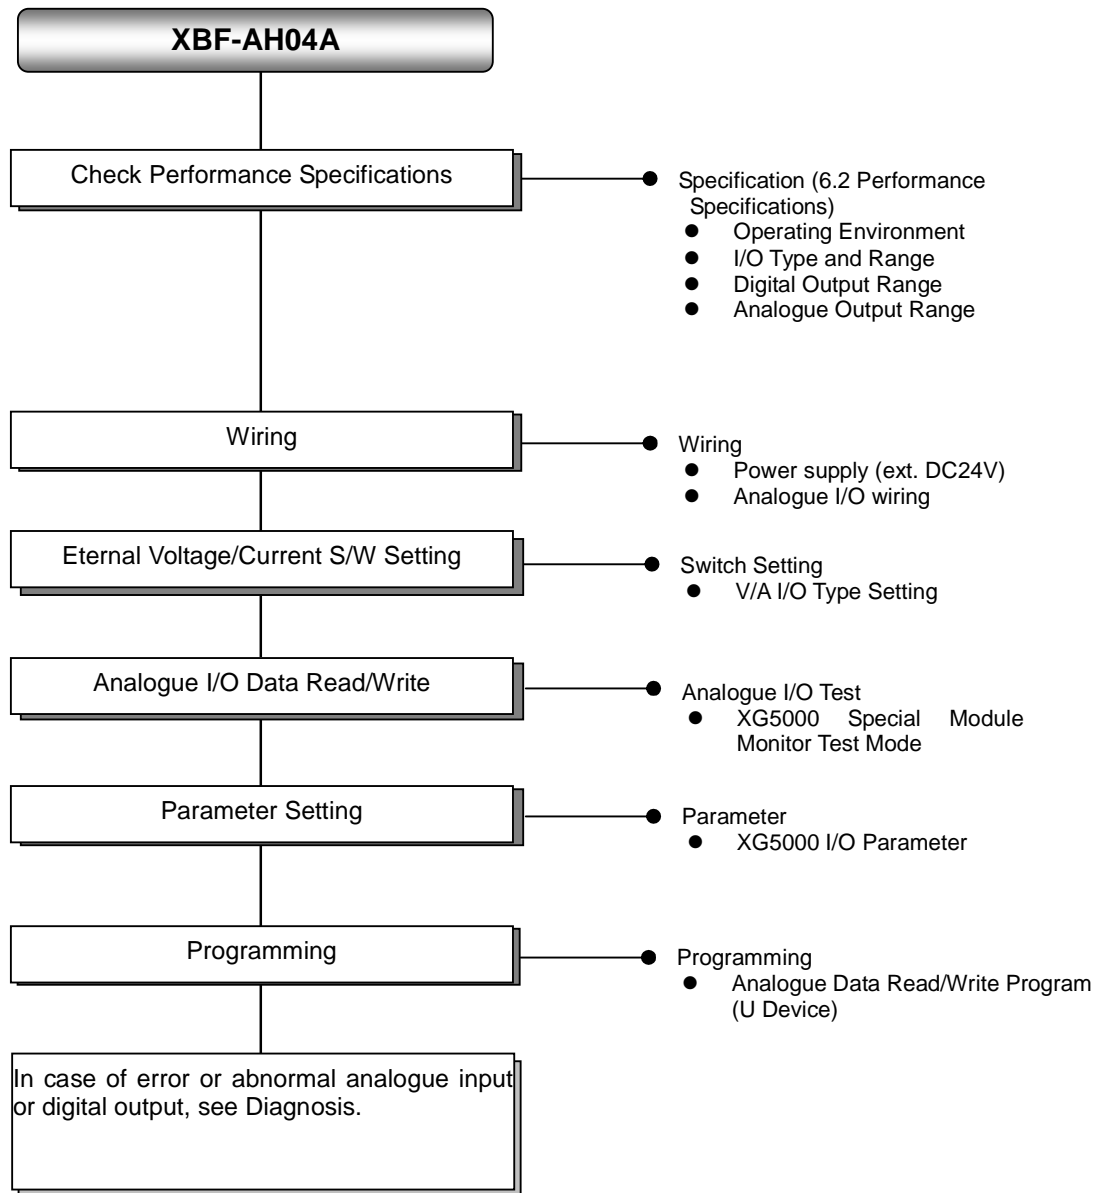 XBF-AH04A
Check Performance Specifications
● Specification (6.2 Performance
Specifications)
● Operating Environment
● I/O Type and Range
● Digital Output Range
● Analogue Output Range
Wiring
● Wiring
● Power supply (ext. DC24V)
● Analogue I/O wiring
Eternal Voltage/Current S/W Setting
● Switch Setting
● V/A I/O Type Setting
Analogue I/O Data Read/Write
● Analogue I/O Test
● XG5000 Special Module
Monitor Test Mode
Parameter Setting
● Parameter
● XG5000 I/O Parameter
Programming
● Programming
● Analogue Data Read/Write Program
(U Device)
In case of error or abnormal analogue input
or digital output, see Diagnosis.